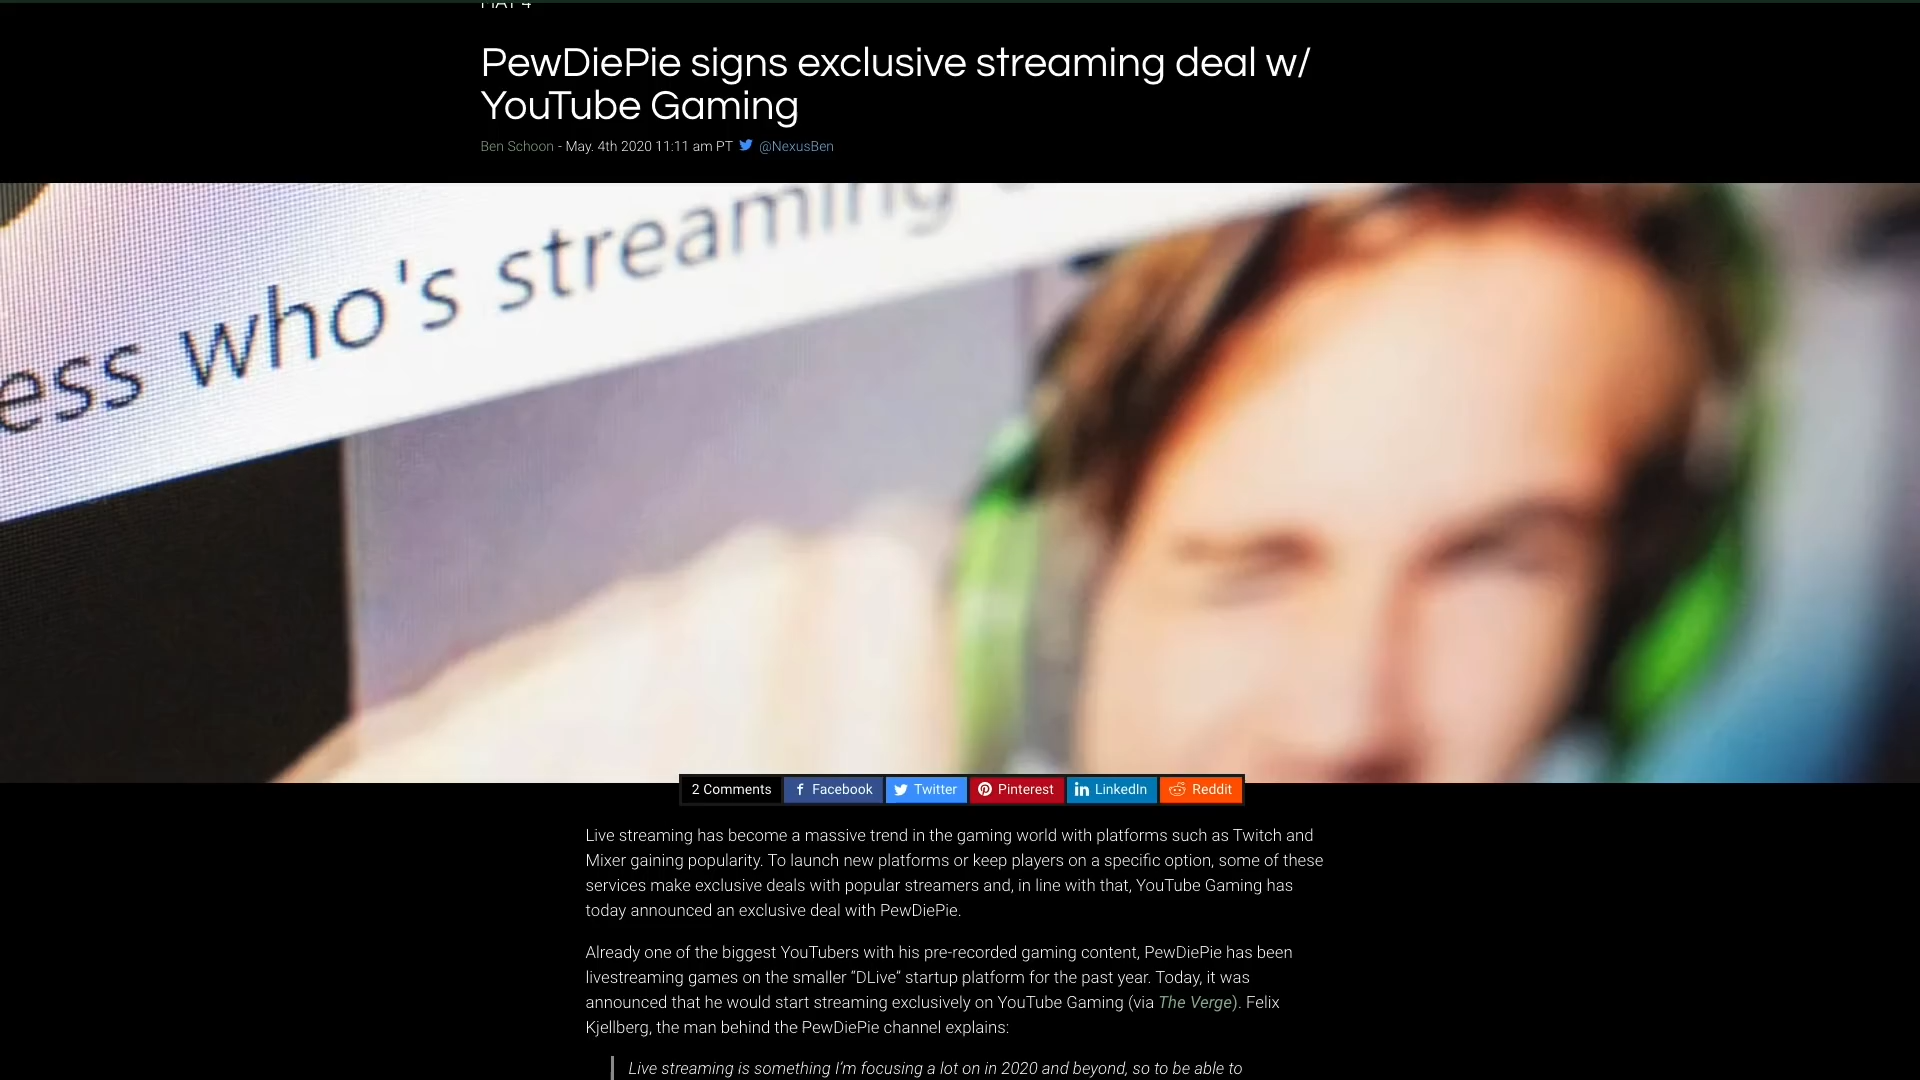 PewDiePie signs exclusive streaming deal w/
YouTube Gaming
Ben Schoon - May. 4th 2020 11:11 am PT @NexusBen
ess who's streaming
2 Comments Facebook Twitter Pinterest LinkedIn Reddit
Live streaming has become a massive trend in the gaming world with platforms such as Twitch and
Mixer gaining popularity. To launch new platforms or keep players on a specific option, some of these
services make exclusive deals with popular streamers and, in line with that, YouTube Gaming has
today announced an exclusive deal with PewDiePie.
Already one of the biggest YouTubers with his pre-recorded gaming content, PewDiePie has been
livestreaming games on the smaller “DLive” startup platform for the past year. Today, it was
announced that he would start streaming exclusively on YouTube Gaming (via The Verge). Felix
Kjellberg, the man behind the PewDiePie channel explains:
Live streaming is something I’m focusing a lot on in 2020 and beyond, so to be able to